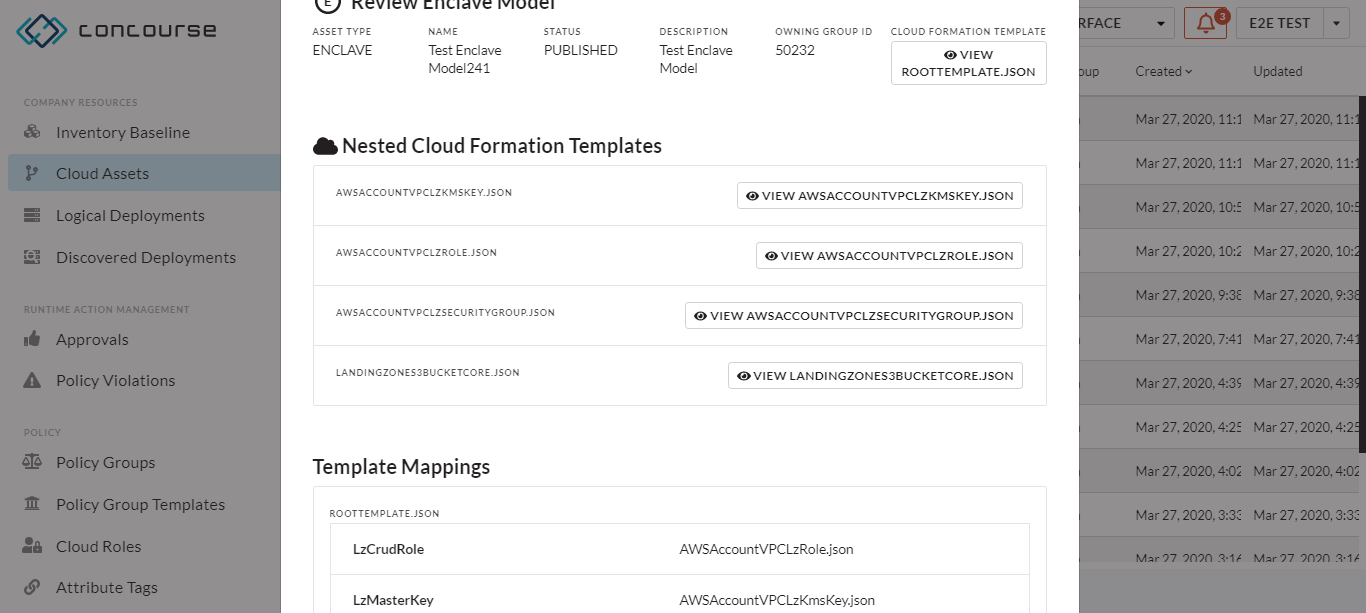 concourse
COMPANY RESOURCES
Inventory Baseline
Cloud Assets
Logical Deployments
Discovered Deployments
RUNTIME ACTION MANAGEMENT
Approvals
Policy Violations
POLICY
Policy Groups
Policy Group Templates
Cloud Roles
Attribute Tags
E Review Enclave Model
ASSET TYPE
ENCLAVE
NAME
Test Enclave
Model241
STATUS
PUBLISHED
DESCRIPTION
Test Enclave
Model
OWNING GROUP ID
50232
CLOUD FORMATION TEMPLATE
VIEW
ROOTTEMPLATE.JSON
Nested Cloud Formation Templates
AWSACCOUNTVPCLZKMSKEY.JSON
VIEW AWSACCOUNTVPCLZKMSKEY.JSON
AWSACCOUNTVPCLZROLE.JSON
VIEW AWSACCOUNTVPCLZROLE.JSON
AWSACCOUNTVPCLZSECURITYGROUP.JSON
VIEW AWSACCOUNTVPCLZSECURITYGROUP.JSON
LANDINGZONES3BUCKETCORE.JSON
VIEW LANDINGZONES3BUCKETCORE.JSON
Template Mappings
ROOTTEMPLATE.JSON
LzCrudRole AWSAccountVPCLzRole.json
LzMasterKey AWSAccountVPCLzKmsKey.json
RFACE 3 E2E TEST
oup Created Updated
Mar 27, 2020, 11:1 Mar 27, 2020, 11:1
Mar 27, 2020, 11:1 Mar 27, 2020, 11:1
Mar 27, 2020, 10:5 Mar 27, 2020, 10:5
Mar 27, 2020, 10:2 Mar 27, 2020, 10:2
Mar 27, 2020, 9:38 Mar 27, 2020, 9:38
Mar 27, 2020, 7:41 Mar 27, 2020, 7:41
Mar 27, 2020, 4:39 Mar 27, 2020, 4:39
Mar 27, 2020, 4:25 Mar 27, 2020, 4:25
Mar 27, 2020, 4:02 Mar 27, 2020, 4:02
Mar 27, 2020, 3:33 Mar 27, 2020, 3:33
Mar 27, 2020, 3:16 Mar 27, 2020, 3:16